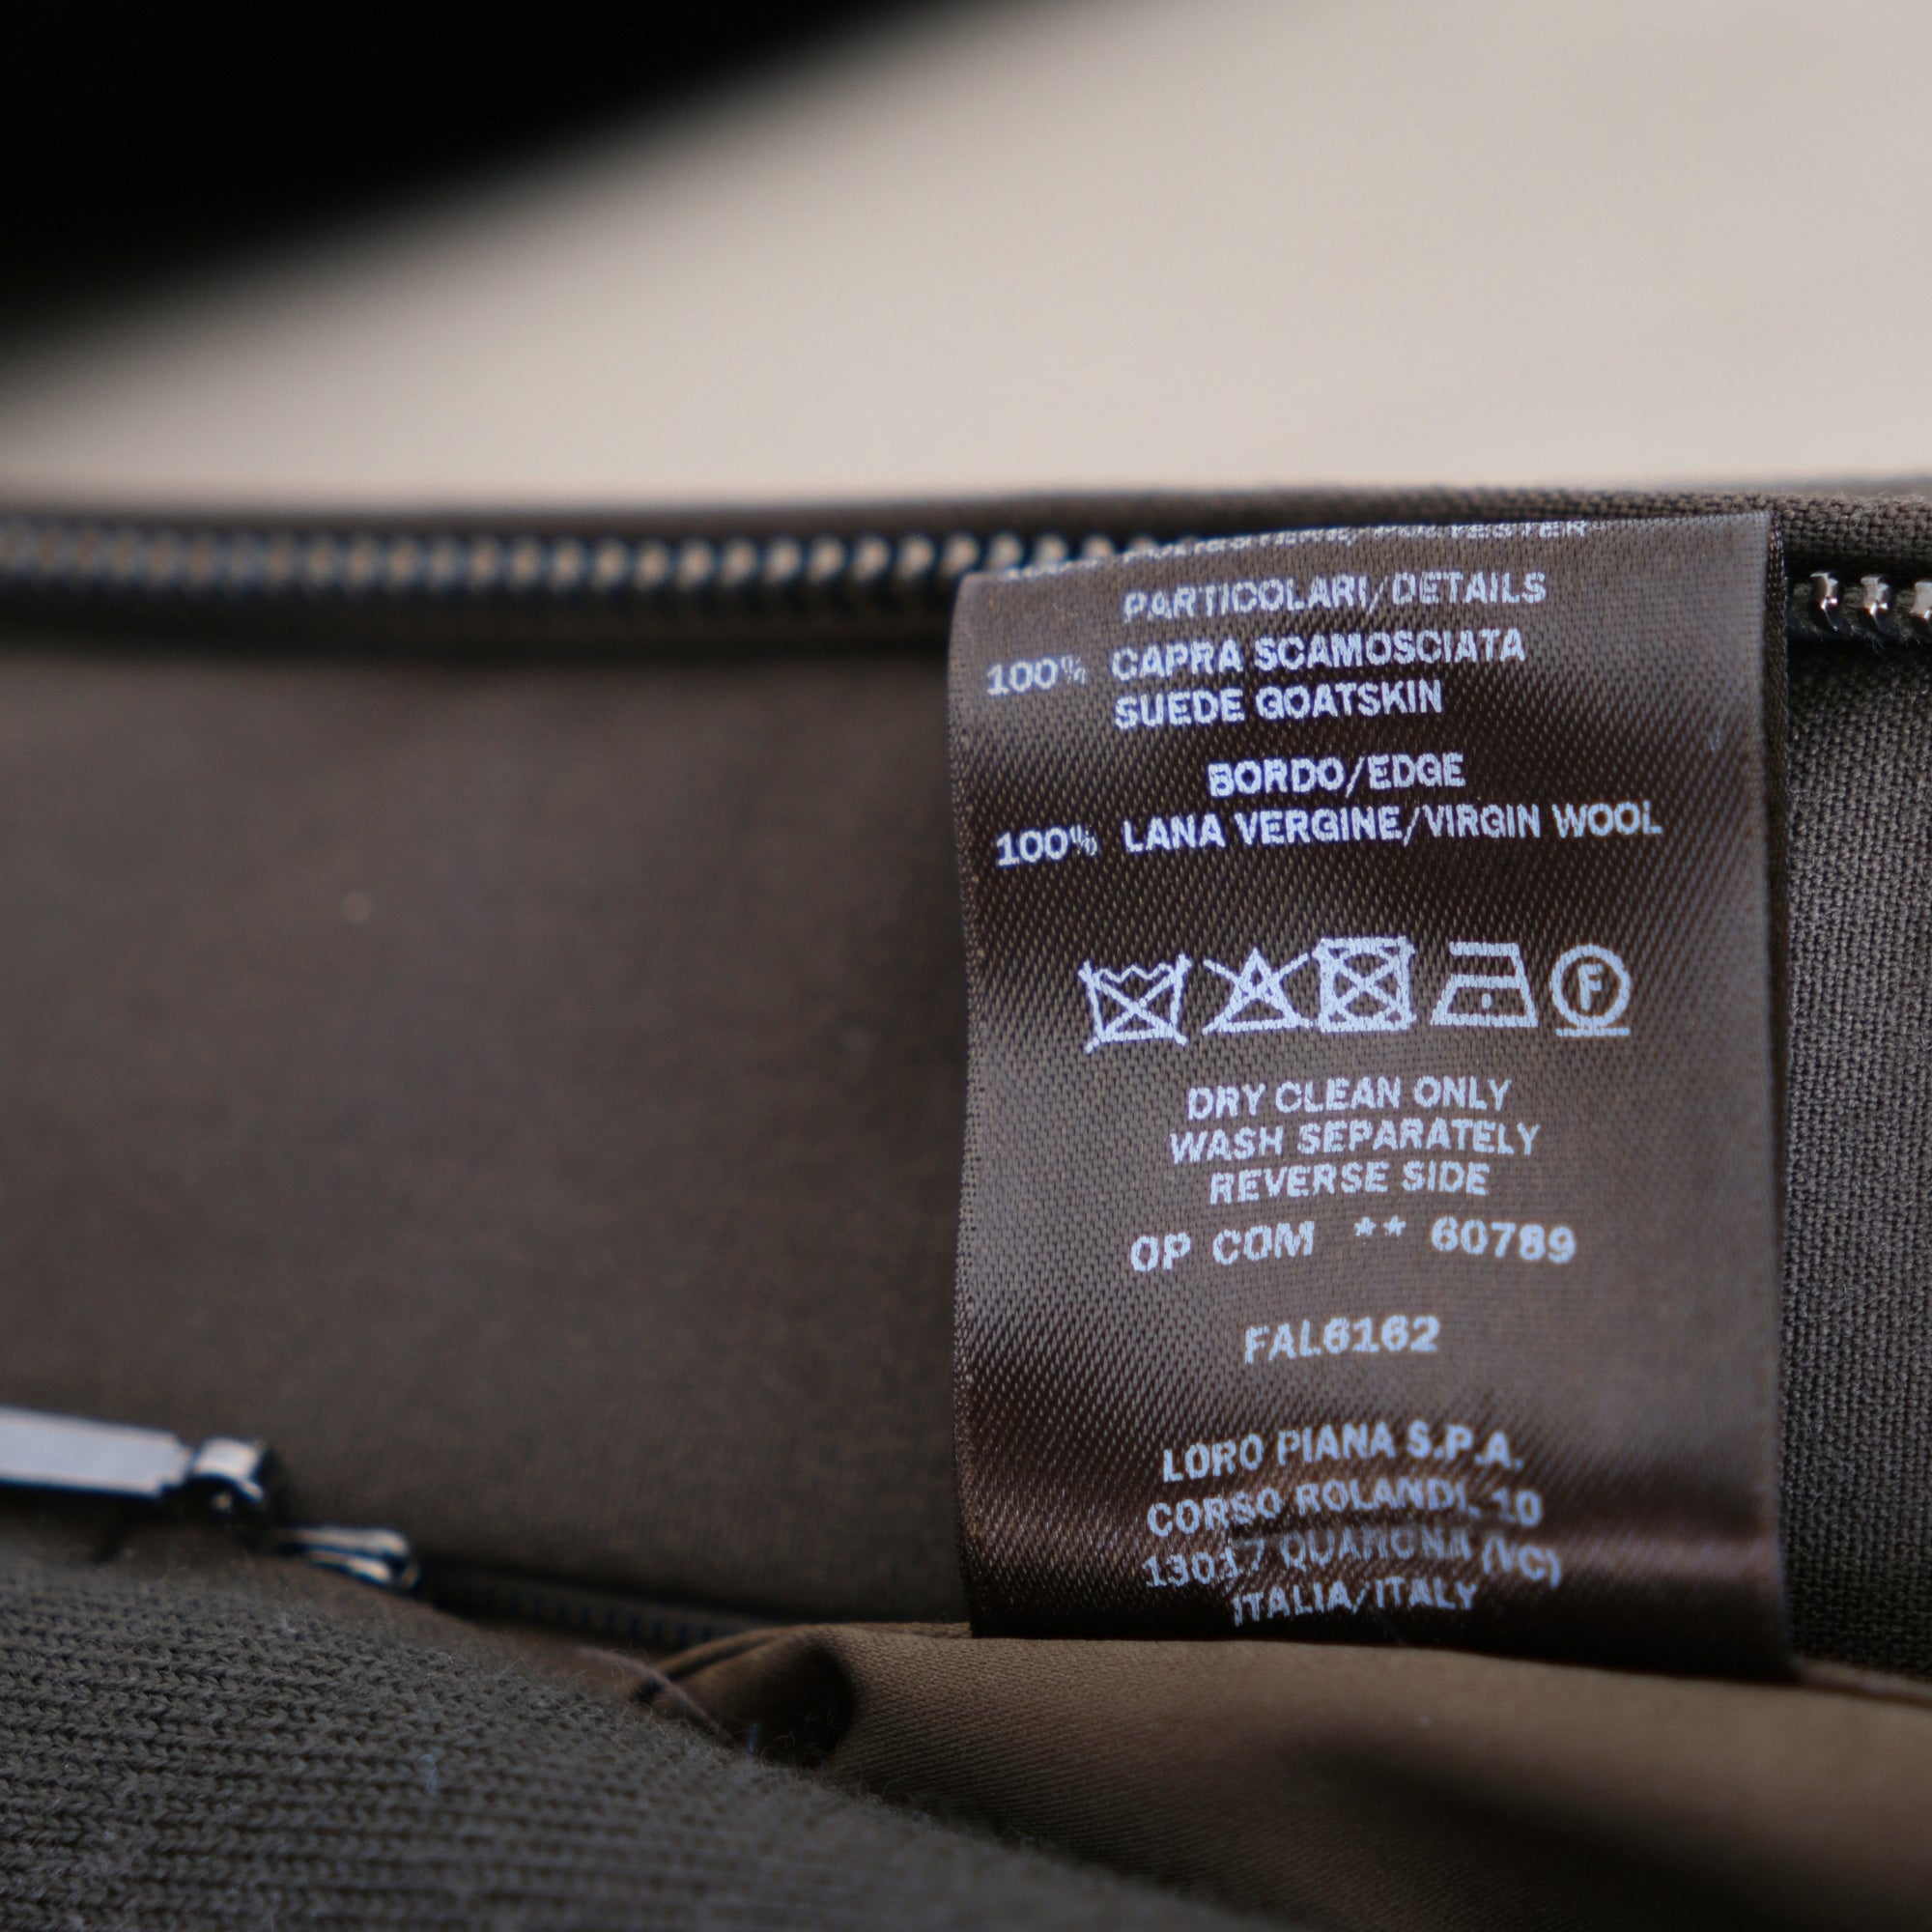 PARTICOLARI/DETAILS
100% CAPRA SCAMOSCIATA
SUEDE GOATSKIN
BORDO/EDGE
100% LANA VERGINE/VIRGIN WOOL
F
DRY CLEAN ONLY
WASH SEPARATELY
REVERSE SIDE
OP COM ** 60789
FAL6162
LORO PIANA S.P.A.
CORSO ROLANDI, 10
13017 QUARONA (VC)
ITALIA/ITALY